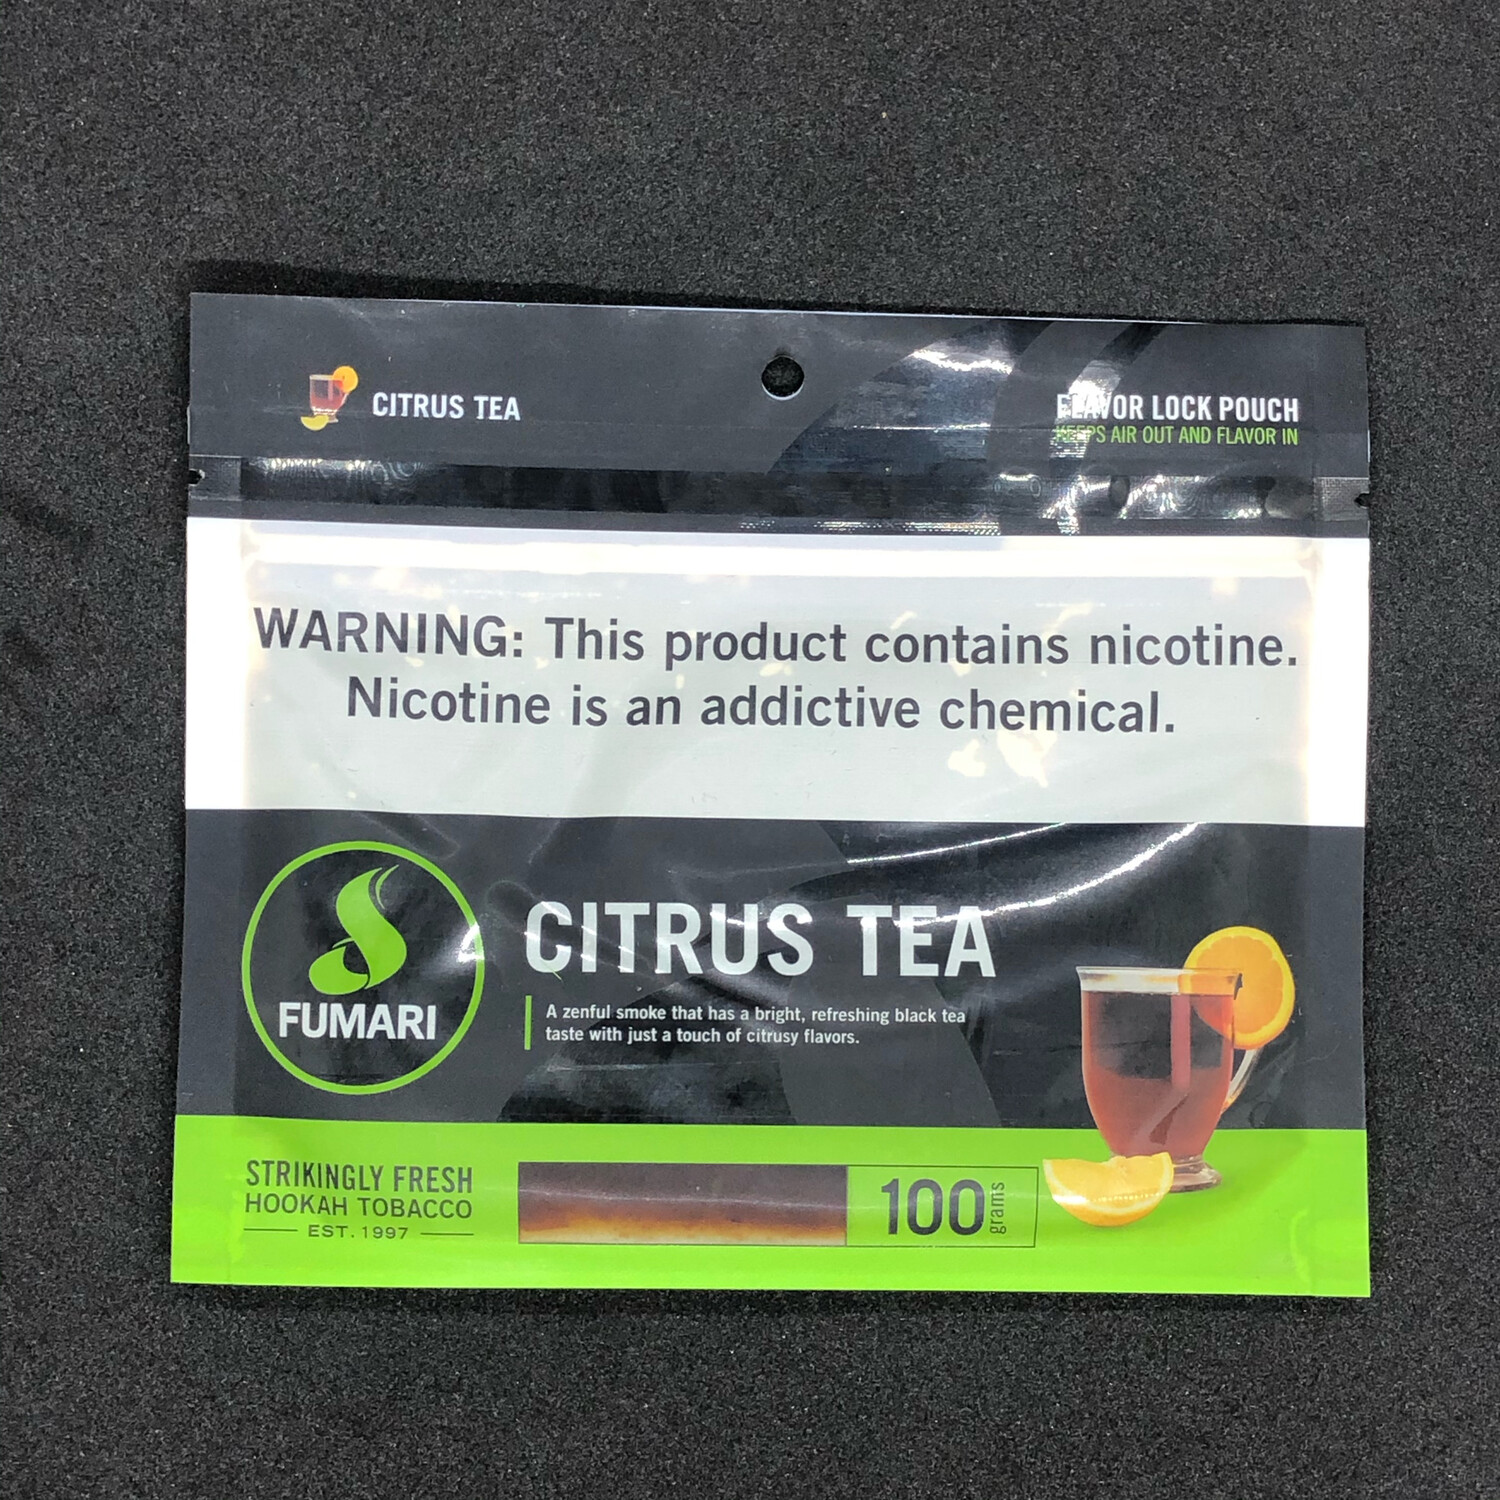 CITRUS TEA
FLAVOR LOCK POUCH
KEEPS AIR OUT AND FLAVOR IN
WARNING: This product contains nicotine.
Nicotine is an addictive chemical.
FUMARI
CITRUS TEA
A zenful smoke that has a bright, refreshing black tea
taste with just a touch of citrusy flavors.
STRIKINGLY FRESH
HOOKAH TOBACCO
EST. 1997
100 grams